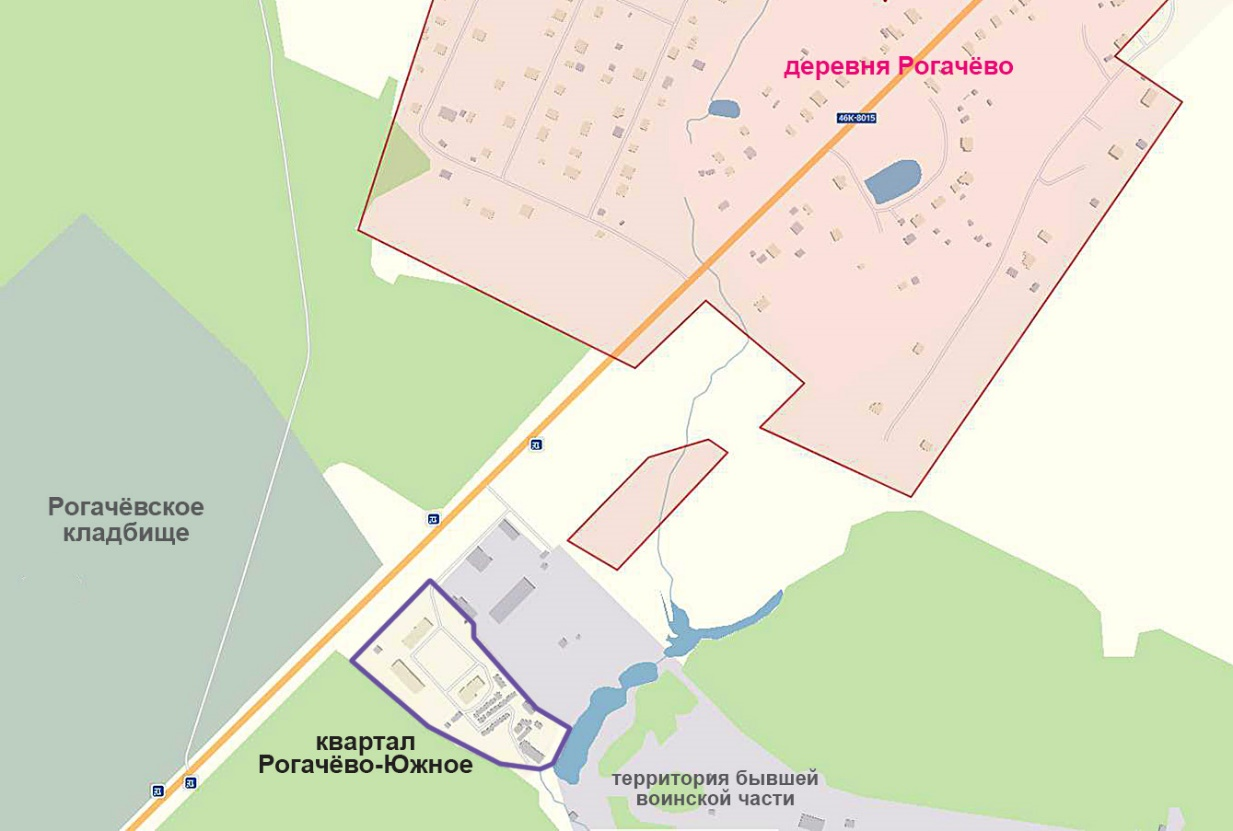 деревня Рогачёво
46К-8015
Рогачёвское
кладбище
квартал
Рогачёво-Южное
территория бывшей
воинской части